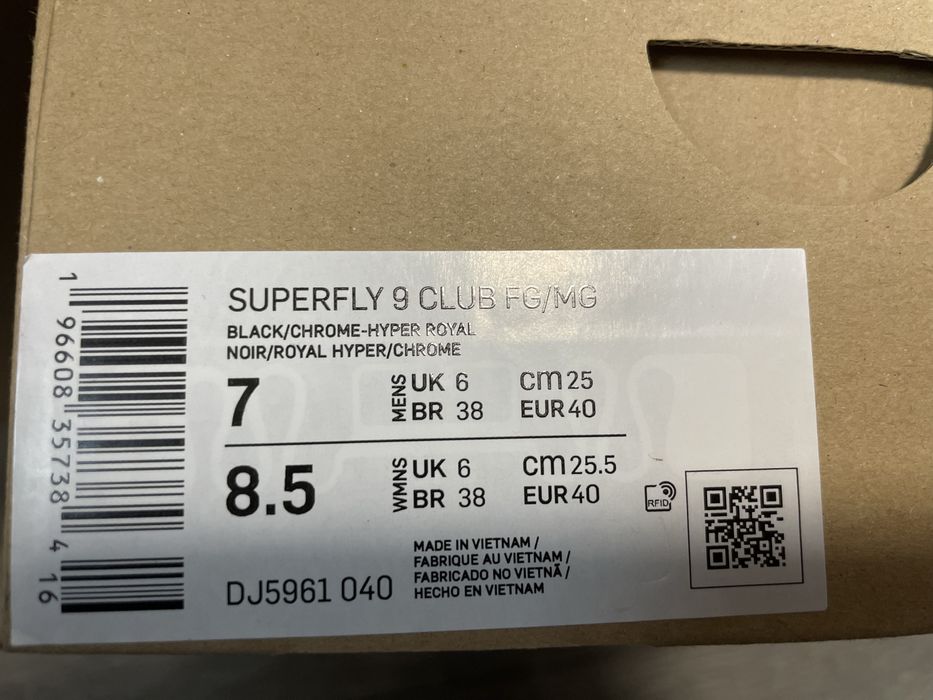 SUPERFLY 9 CLUB FG/MG
BLACK/CHROME-HYPER ROYAL
NOIR/ROYAL HYPER/CHROME
7 MENS UK 6 cm 25
BR 38 EUR 40
8.5 WMNS UK 6 cm 25.5
BR 38 EUR 40
RFID
MADE IN VIETNAM /
FABRIQUE AU VIETNAM /
FABRICADO NO VIETNÃ /
HECHO EN VIETNAM
DJ5961 040
1 96608 35738 4 16